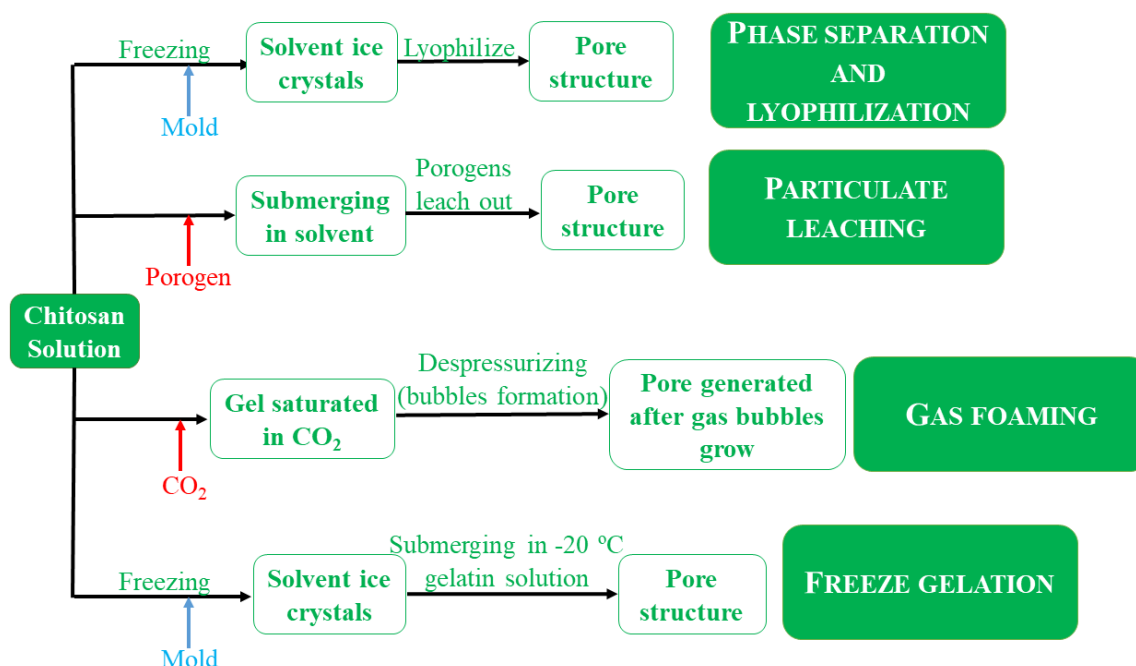 Freezing
Mold
Solvent ice
crystals
Lyophilize
Pore
structure
PHASE SEPARATION
AND
LYOPHILIZATION
Porogen
Submerging
in solvent
Porogens
leach out
Pore
structure
PARTICULATE
LEACHING
Chitosan
Solution
CO₂
Gel saturated
in CO₂
Despressurizing
(bubbles formation)
Pore generated
after gas bubbles
grow
GAS FOAMING
Freezing
Mold
Solvent ice
crystals
Submerging in -20 ºC
gelatin solution
Pore
structure
FREEZE GELATION